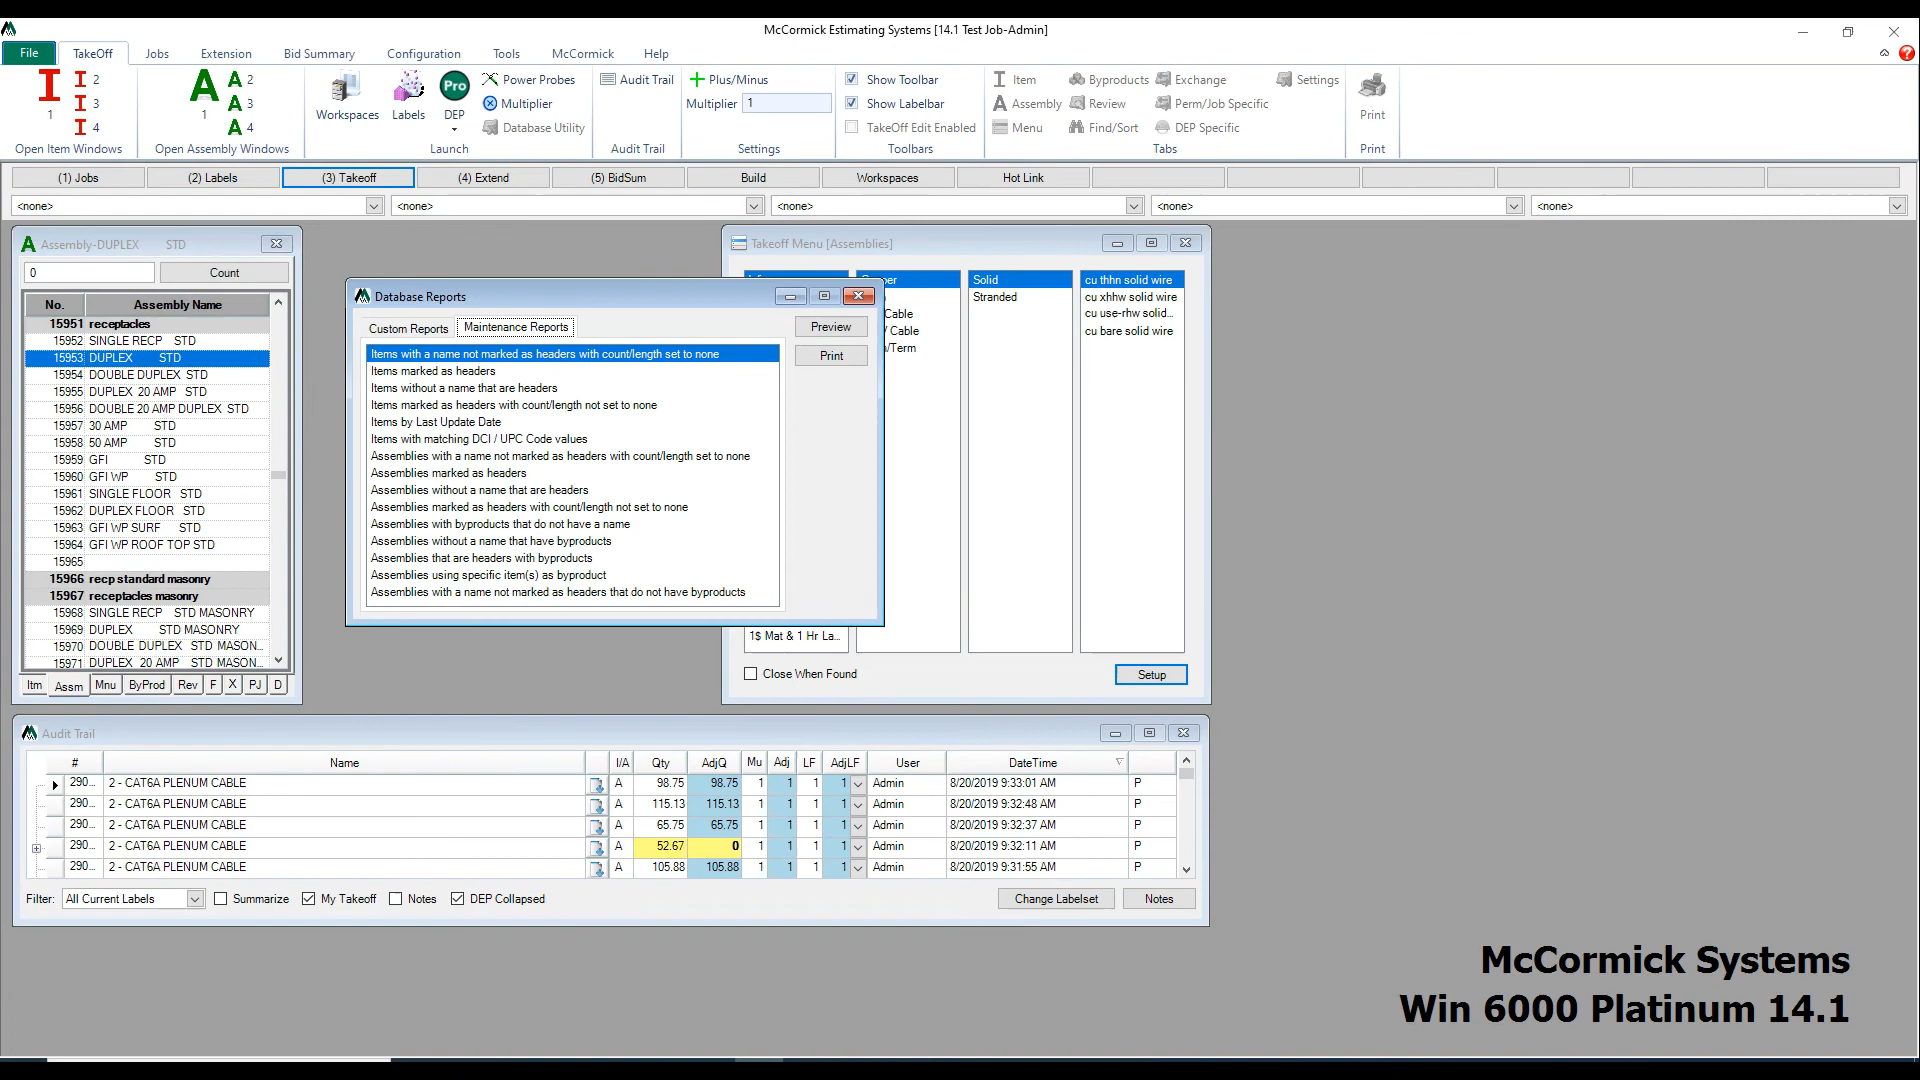 McCormick Estimating Systems [14.1 Test Job-Admin]
File TakeOff Jobs Extension Bid Summary Configuration Tools McCormick Help
I I 2 A A 2 Power Probes Audit Trail Plus/Minus Show Toolbar I Item Byproducts Exchange Settings
1 I 3 1 A 3 Workspaces Labels Pro DEP Multiplier Multiplier 1 Show Labelbar A Assembly Review Perm/Job Specific Print
I 4 A 4 Database Utility TakeOff Edit Enabled Menu Find/Sort DEP Specific
Open Item Windows Open Assembly Windows Launch Audit Trail Settings Toolbars Tabs Print
(1) Jobs (2) Labels (3) Takeoff (4) Extend (5) BidSum Build Workspaces Hot Link
<none> <none> <none> <none> <none>
A Assembly-DUPLEX STD
0 Count
No. Assembly Name
15951 receptacles
15952 SINGLE RECP STD
15953 DUPLEX STD
15954 DOUBLE DUPLEX STD
15955 DUPLEX 20 AMP STD
15956 DOUBLE 20 AMP DUPLEX STD
15957 30 AMP STD
15958 50 AMP STD
15959 GFI STD
15960 GFI WP STD
15961 SINGLE FLOOR STD
15962 DUPLEX FLOOR STD
15963 GFI WP SURF STD
15964 GFI WP ROOF TOP STD
15965
15966 recp standard masonry
15967 receptacles masonry
15968 SINGLE RECP STD MASONRY
15969 DUPLEX STD MASONRY
15970 DOUBLE DUPLEX STD MASON...
15971 DUPLEX 20 AMP STD MASON...
Itm Assm Mnu ByProd Rev F X PJ D
Database Reports
Custom Reports Maintenance Reports Preview
Print
Items with a name not marked as headers with count/length set to none
Items marked as headers
Items without a name that are headers
Items marked as headers with count/length not set to none
Items by Last Update Date
Items with matching DCI / UPC Code values
Assemblies with a name not marked as headers with count/length set to none
Assemblies marked as headers
Assemblies without a name that are headers
Assemblies marked as headers with count/length not set to none
Assemblies with byproducts that do not have a name
Assemblies without a name that have byproducts
Assemblies that are headers with byproducts
Assemblies using specific item(s) as byproduct
Assemblies with a name not marked as headers that do not have byproducts
Takeoff Menu [Assemblies]
Solid cu thhn solid wire
Stranded cu xhhw solid wire
Cable cu use-rhw solid...
/ Cable cu bare solid wire
/Term
1$ Mat & 1 Hr La...
Close When Found Setup
Audit Trail
# Name I/A Qty AdjQ Mu Adj LF AdjLF User DateTime
290... 2 - CAT6A PLENUM CABLE A 98.75 98.75 1 1 1 1 Admin 8/20/2019 9:33:01 AM P
290... 2 - CAT6A PLENUM CABLE A 115.13 115.13 1 1 1 1 Admin 8/20/2019 9:32:48 AM P
290... 2 - CAT6A PLENUM CABLE A 65.75 65.75 1 1 1 1 Admin 8/20/2019 9:32:37 AM P
290... 2 - CAT6A PLENUM CABLE A 52.67 0 1 1 1 1 Admin 8/20/2019 9:32:11 AM P
290... 2 - CAT6A PLENUM CABLE A 105.88 105.88 1 1 1 1 Admin 8/20/2019 9:31:55 AM P
Filter: All Current Labels Summarize My Takeoff Notes DEP Collapsed Change Labelset Notes
McCormick Systems
Win 6000 Platinum 14.1